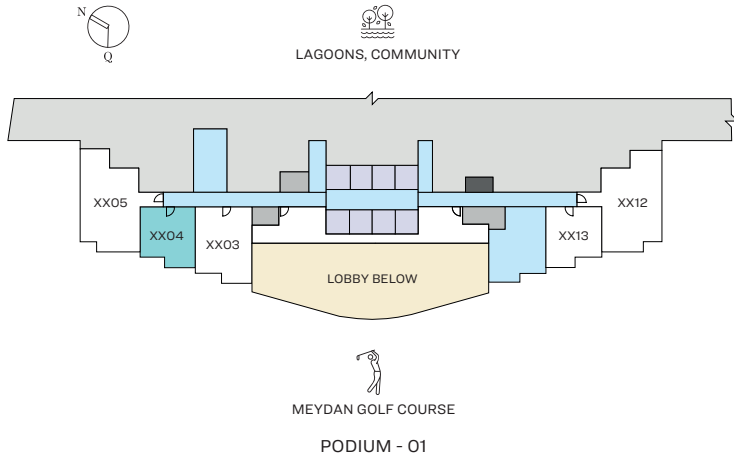 N
Q
LAGOONS, COMMUNITY
XX05
XX04
XX03
LOBBY BELOW
XX13
XX12
MEYDAN GOLF COURSE
PODIUM - 01